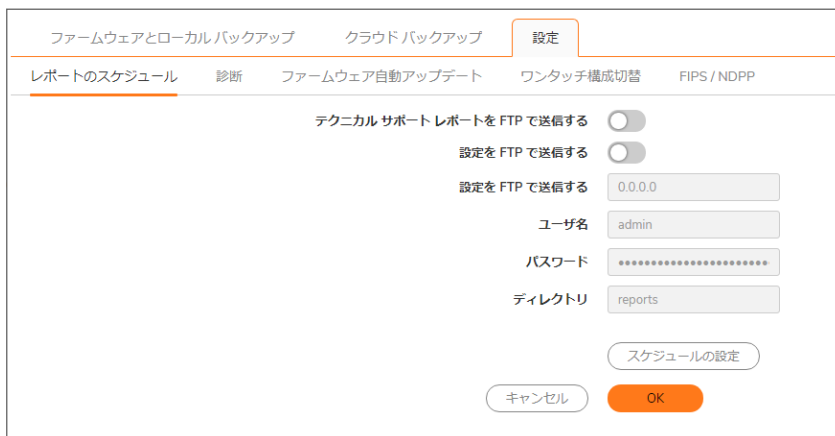 ファームウェアとローカル バックアップ クラウド バックアップ 設定
レポートのスケジュール 診断 ファームウェア自動アップデート ワンタッチ構成切替 FIPS / NDPP
テクニカル サポート レポートを FTP で送信する
設定を FTP で送信する
設定を FTP で送信する 0.0.0.0
ユーザ名 admin
パスワード ••••••••••••••••••••••••
ディレクトリ reports
スケジュールの設定
キャンセル OK